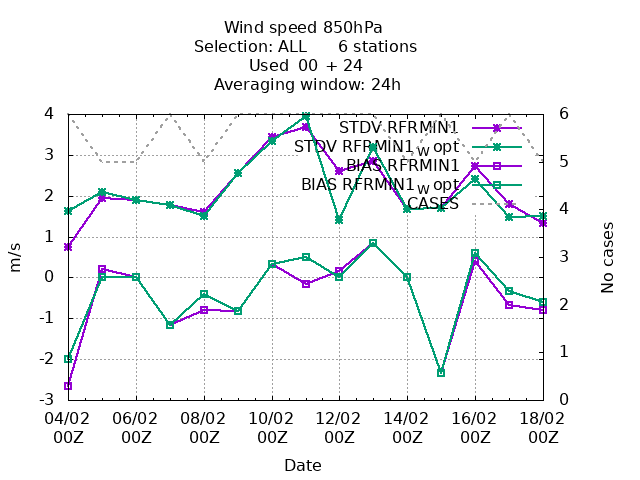 Wind speed 850hPa
Selection: ALL 6 stations
Used 00 + 24
Averaging window: 24h
STDV RFRMIN1
STDV RFRMIN1w opt
BIAS RFRMIN1
BIAS RFRMIN1w opt
CASES
4
3
2
1
0
-1
-2
-3
m/s
6
5
4
3
2
1
0
No cases
04/02 06/02 08/02 10/02 12/02 14/02 16/02 18/02
00Z 00Z 00Z 00Z 00Z 00Z 00Z 00Z
Date